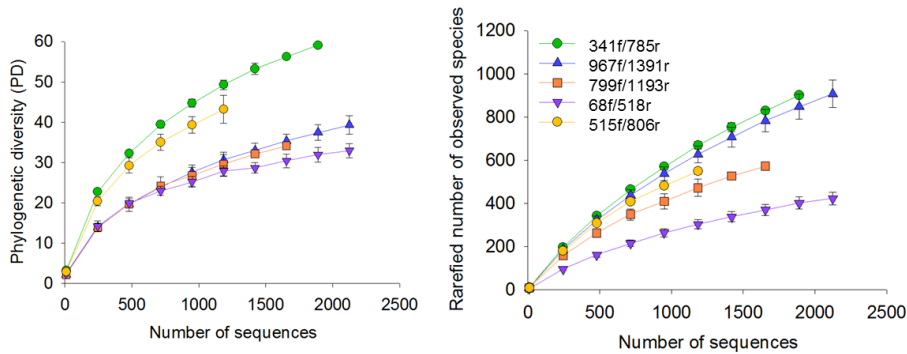 60
50
40
30
20
10
0
Phylogenetic diversity (PD)
0 500 1000 1500 2000 2500
Number of sequences
1200
1000
800
600
400
200
0
Rarefied number of observed species
341f/785r
967f/1391r
799f/1193r
68f/518r
515f/806r
0 500 1000 1500 2000 2500
Number of sequences